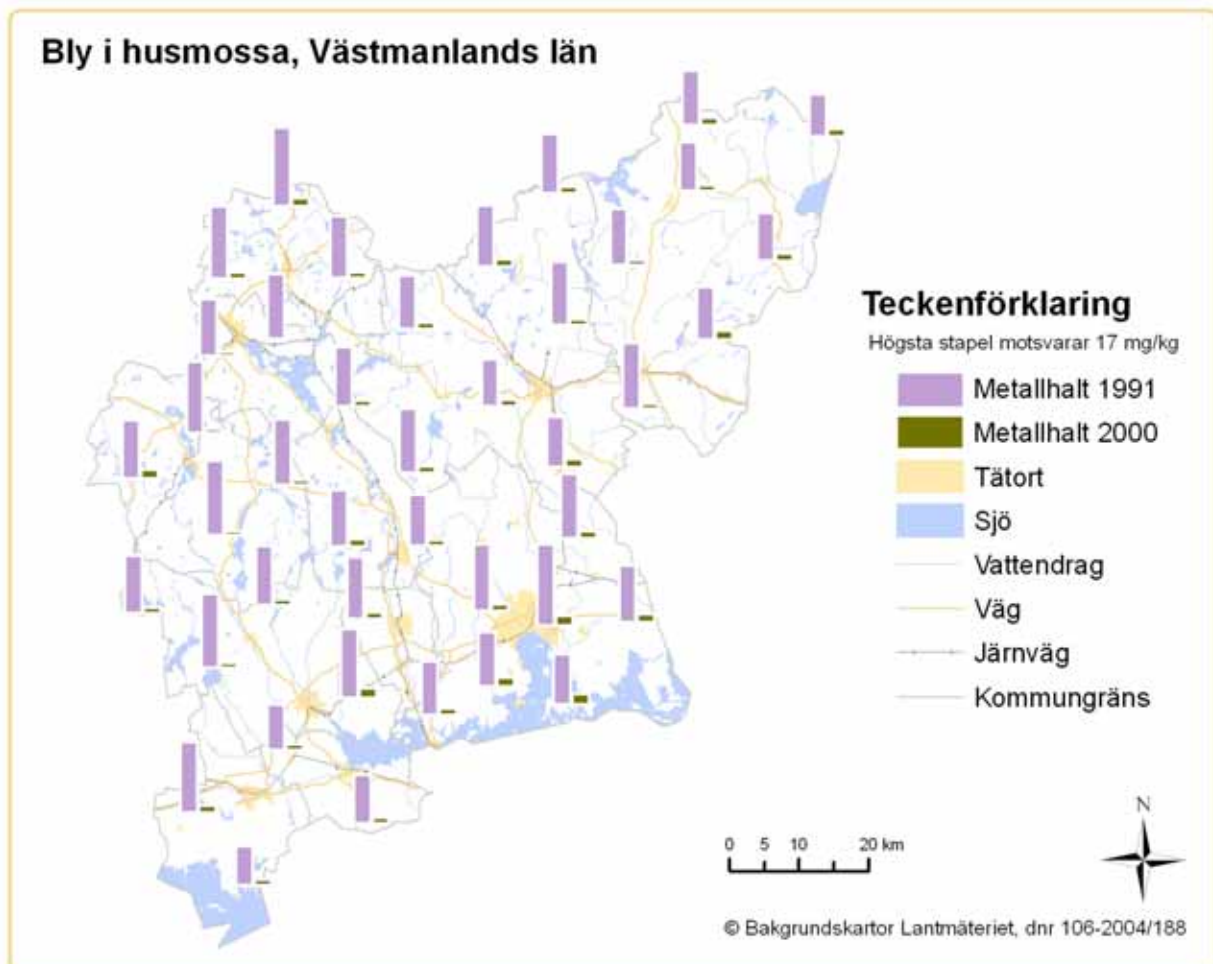 Bly i husmossa, Västmanlands län
Teckenförklaring
Högsta stapel motsvarar 17 mg/kg
Metallhalt 1991
Metallhalt 2000
Tätort
Sjö
Vattendrag
Väg
Järnväg
Kommungräns
N
0 5 10 20 km
© Bakgrundskartor Lantmäteriet, dnr 106-2004/188